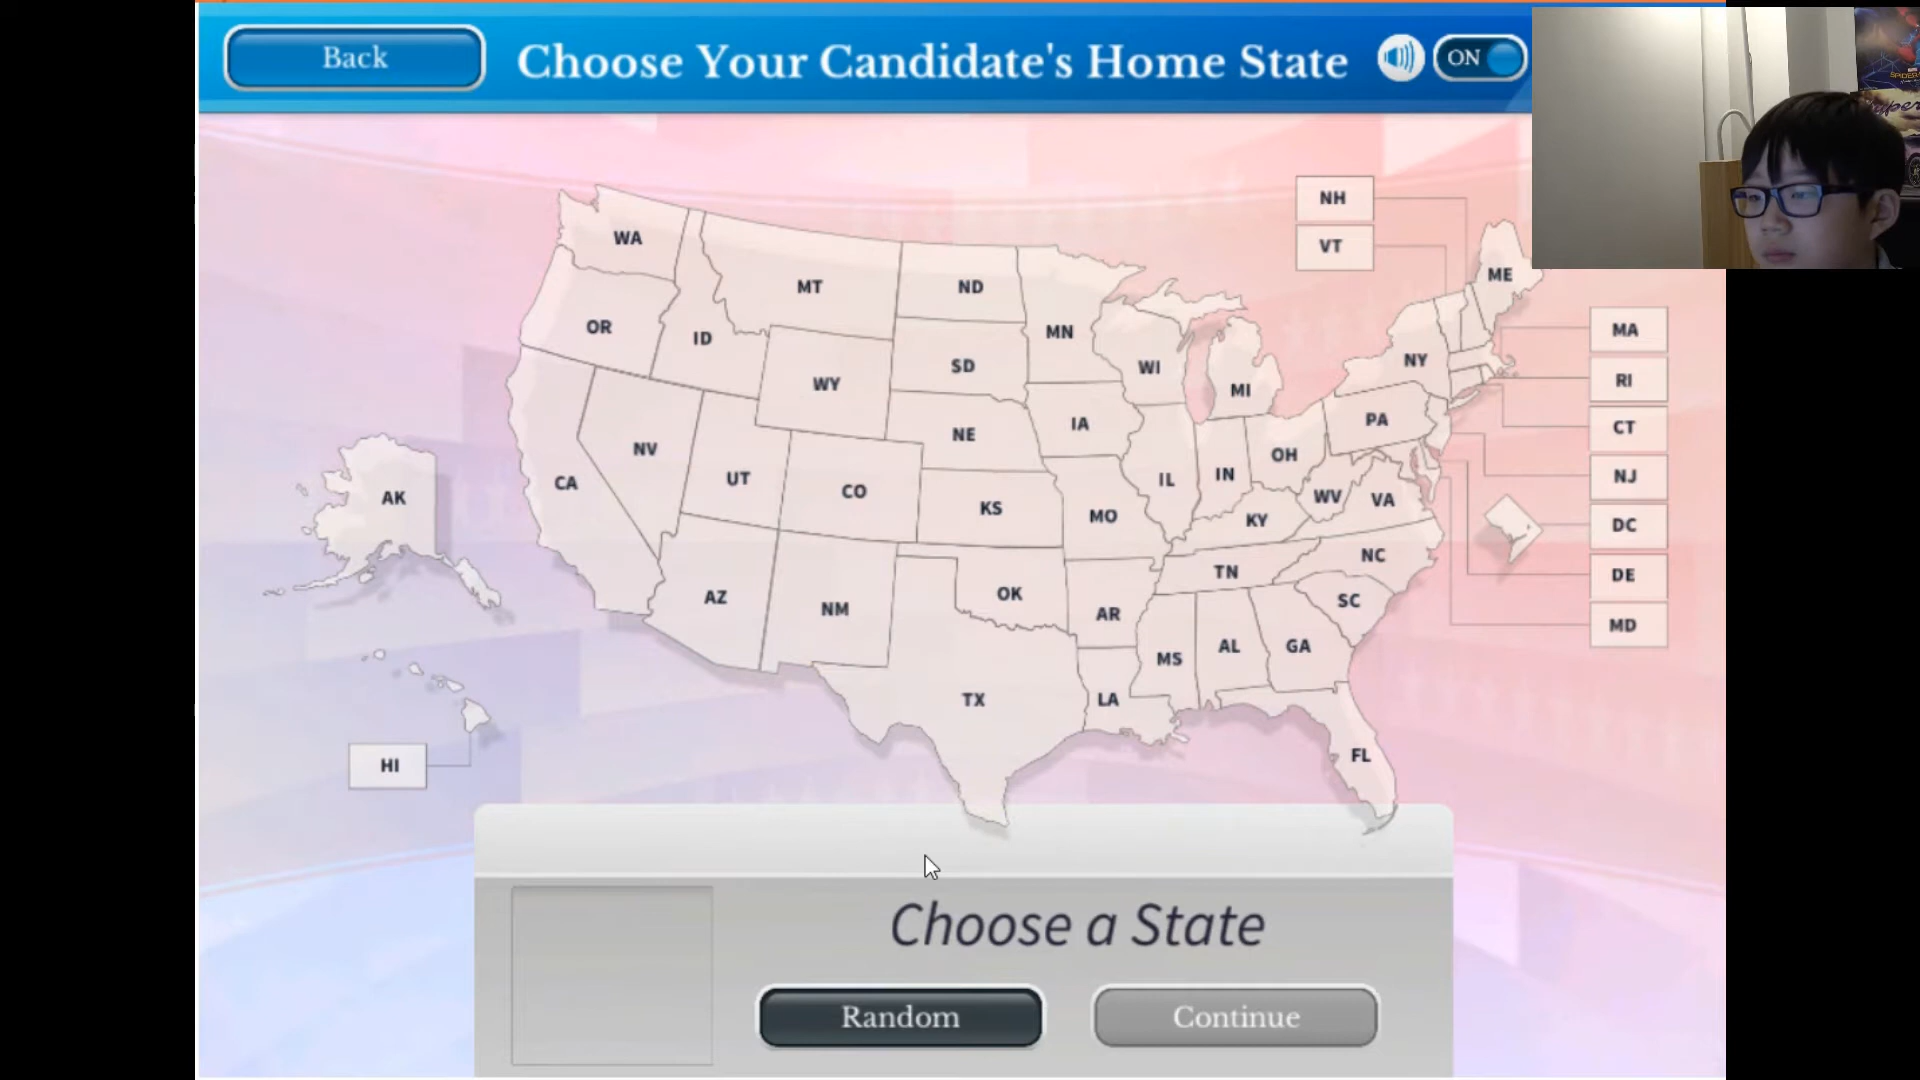 Back
Choose Your Candidate's Home State
ON
NH
VT
WA
MT
ND
MN
ME
OR
ID
WY
SD
WI
MI
NY
MA
RI
CT
NJ
DC
DE
MD
NV
UT
CO
NE
IA
PA
CA
KS
MO
IL
IN
OH
WV
VA
KY
AK
AZ
NM
OK
AR
TN
NC
SC
TX
LA
MS
AL
GA
FL
HI
Choose a State
Random
Continue